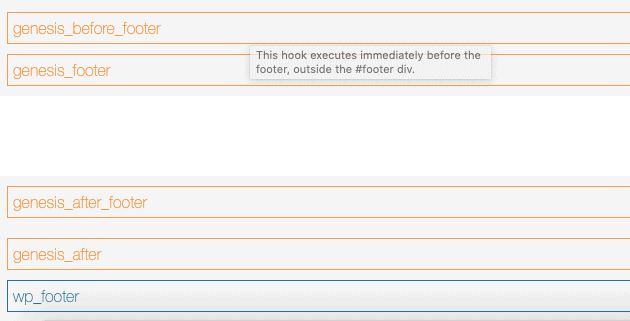 genesis_before_footer
This hook executes immediately before the
footer, outside the #footer div.
genesis_footer
genesis_after_footer
genesis_after
wp_footer